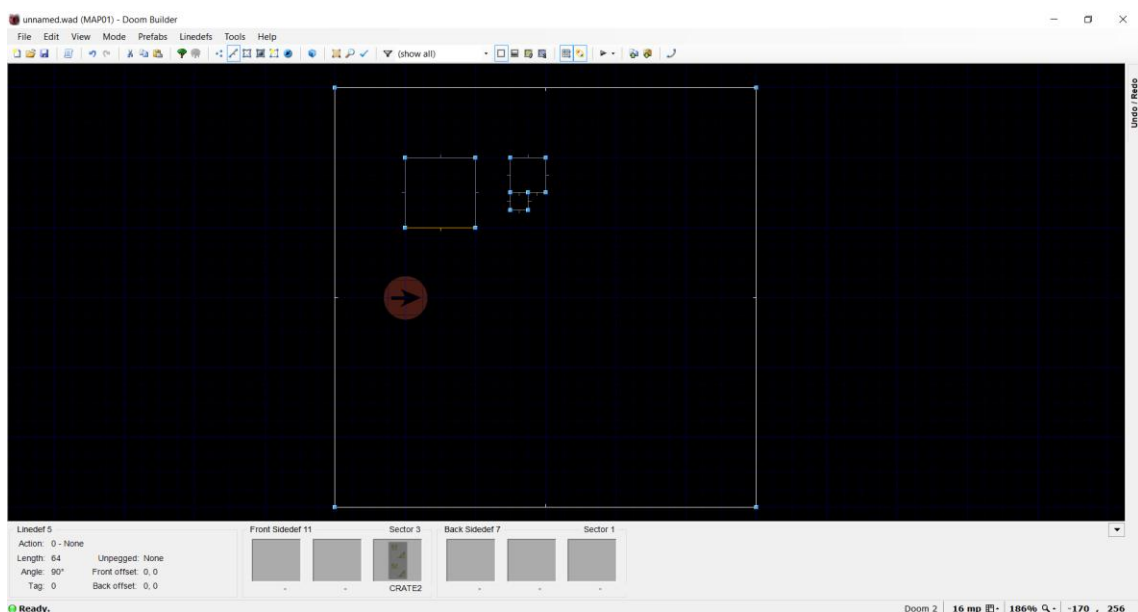 unnamed.wad (MAP01) - Doom Builder
File Edit View Mode Prefabs Linedefs Tools Help
(show all)
Undo / Redo
Linedef 5
Action: 0 - None
Length: 64 Unpegged: None
Angle: 90° Front offset: 0, 0
Tag: 0 Back offset: 0, 0
Front Sidedef 11 Sector 3
- - CRATE2
Back Sidedef 7 Sector 1
- - -
Ready.
Doom 2 16 mp 186% -170 , 256